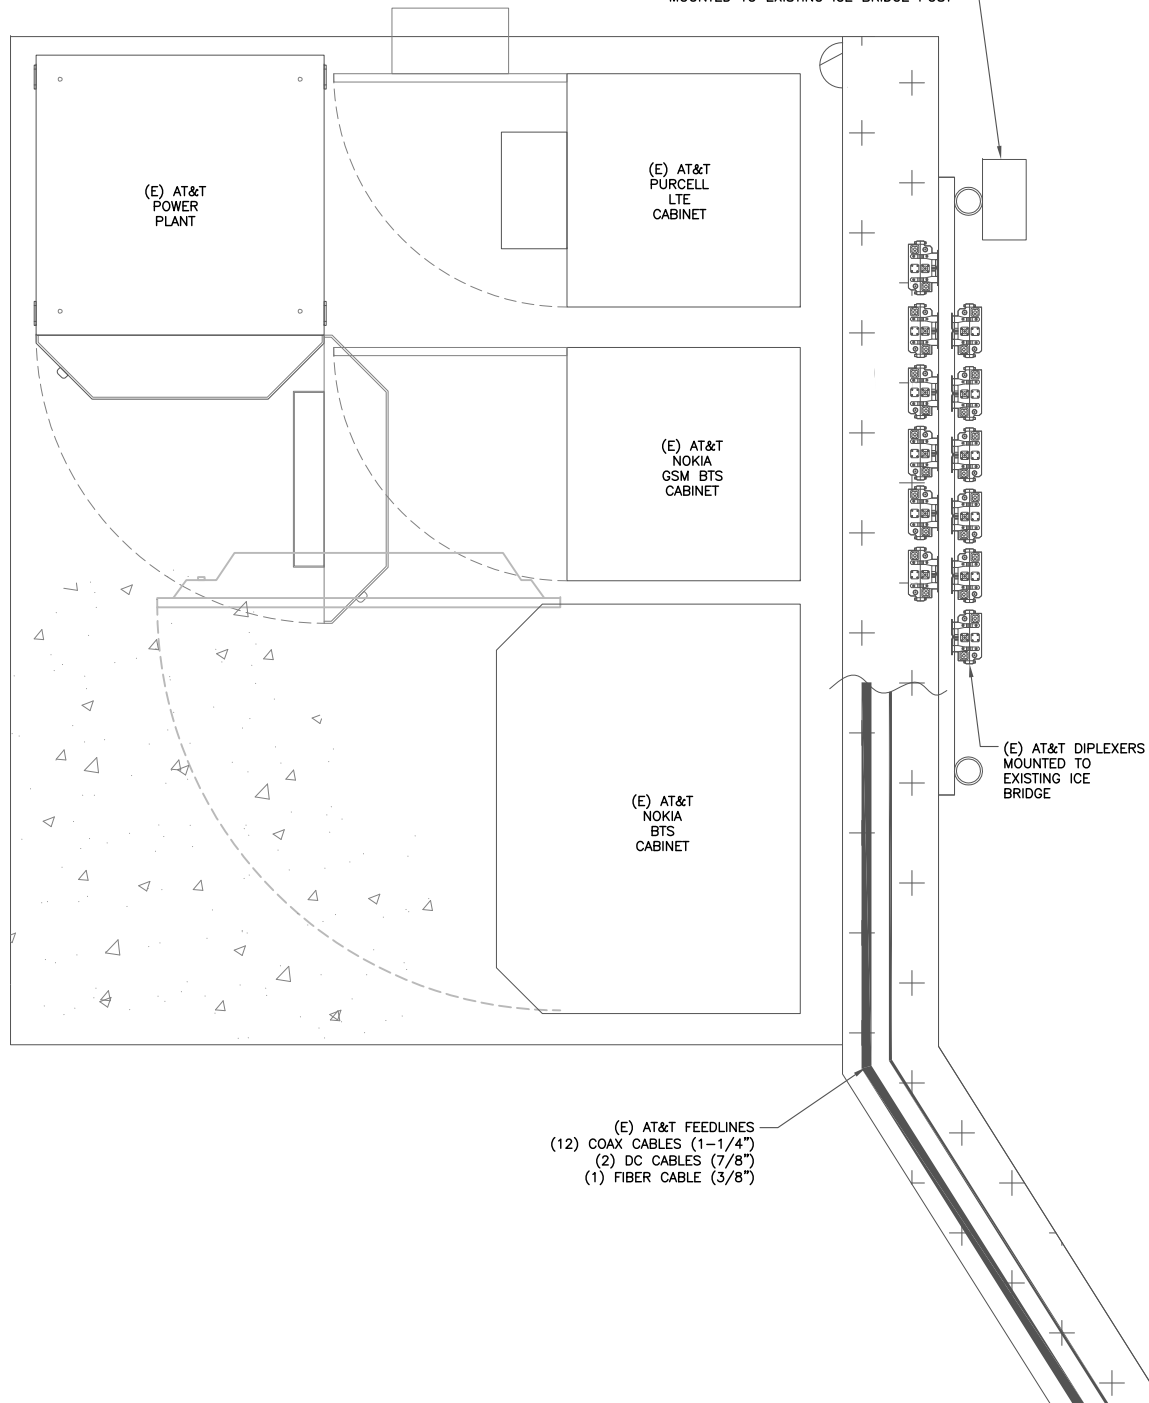 MOUNTED TO EXISTING ICE BRIDGE POST
(E) AT&T
POWER
PLANT
(E) AT&T
PURCELL
LTE
CABINET
(E) AT&T
NOKIA
GSM BTS
CABINET
(E) AT&T DIPLEXERS
MOUNTED TO
EXISTING ICE
BRIDGE
(E) AT&T
NOKIA
BTS
CABINET
(E) AT&T FEEDLINES
(12) COAX CABLES (1-1/4")
(2) DC CABLES (7/8")
(1) FIBER CABLE (3/8")